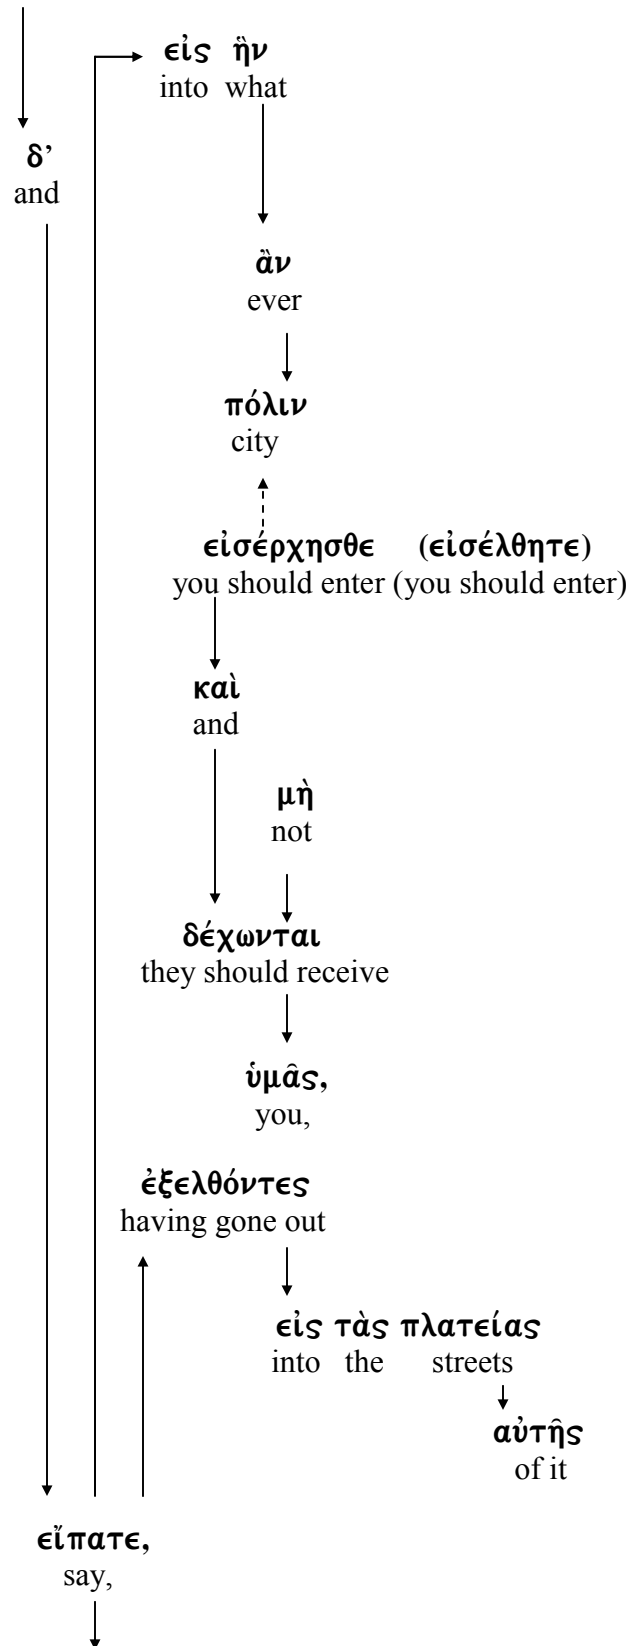 εἰς ἣν
into what
δ’
and
ἂν
ever
πόλιν
city
εἰσέρχησθε (εἰσέλθητε)
you should enter (you should enter)
καὶ
and
μὴ
not
δέχωνται
they should receive
ὑμᾶς,
you,
ἐξελθόντες
having gone out
εἰς τὰς πλατείας
into the streets
αὐτῆς
of it
εἴπατε,
say,